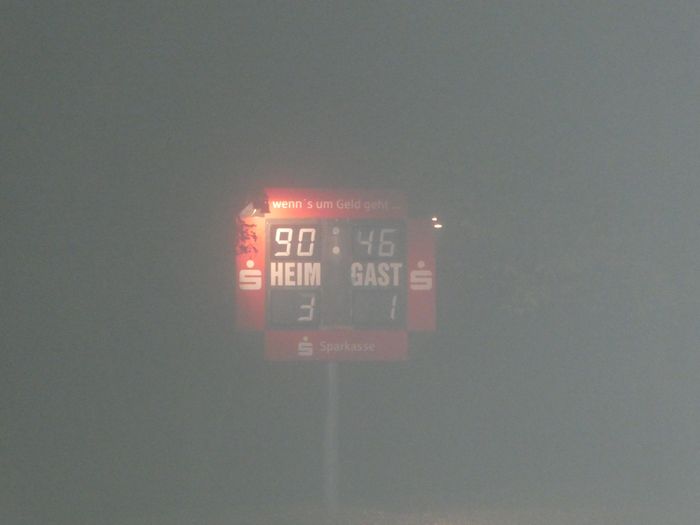 wenn's um Geld geht...
90:46
HEIM GAST
3 1
Sparkasse